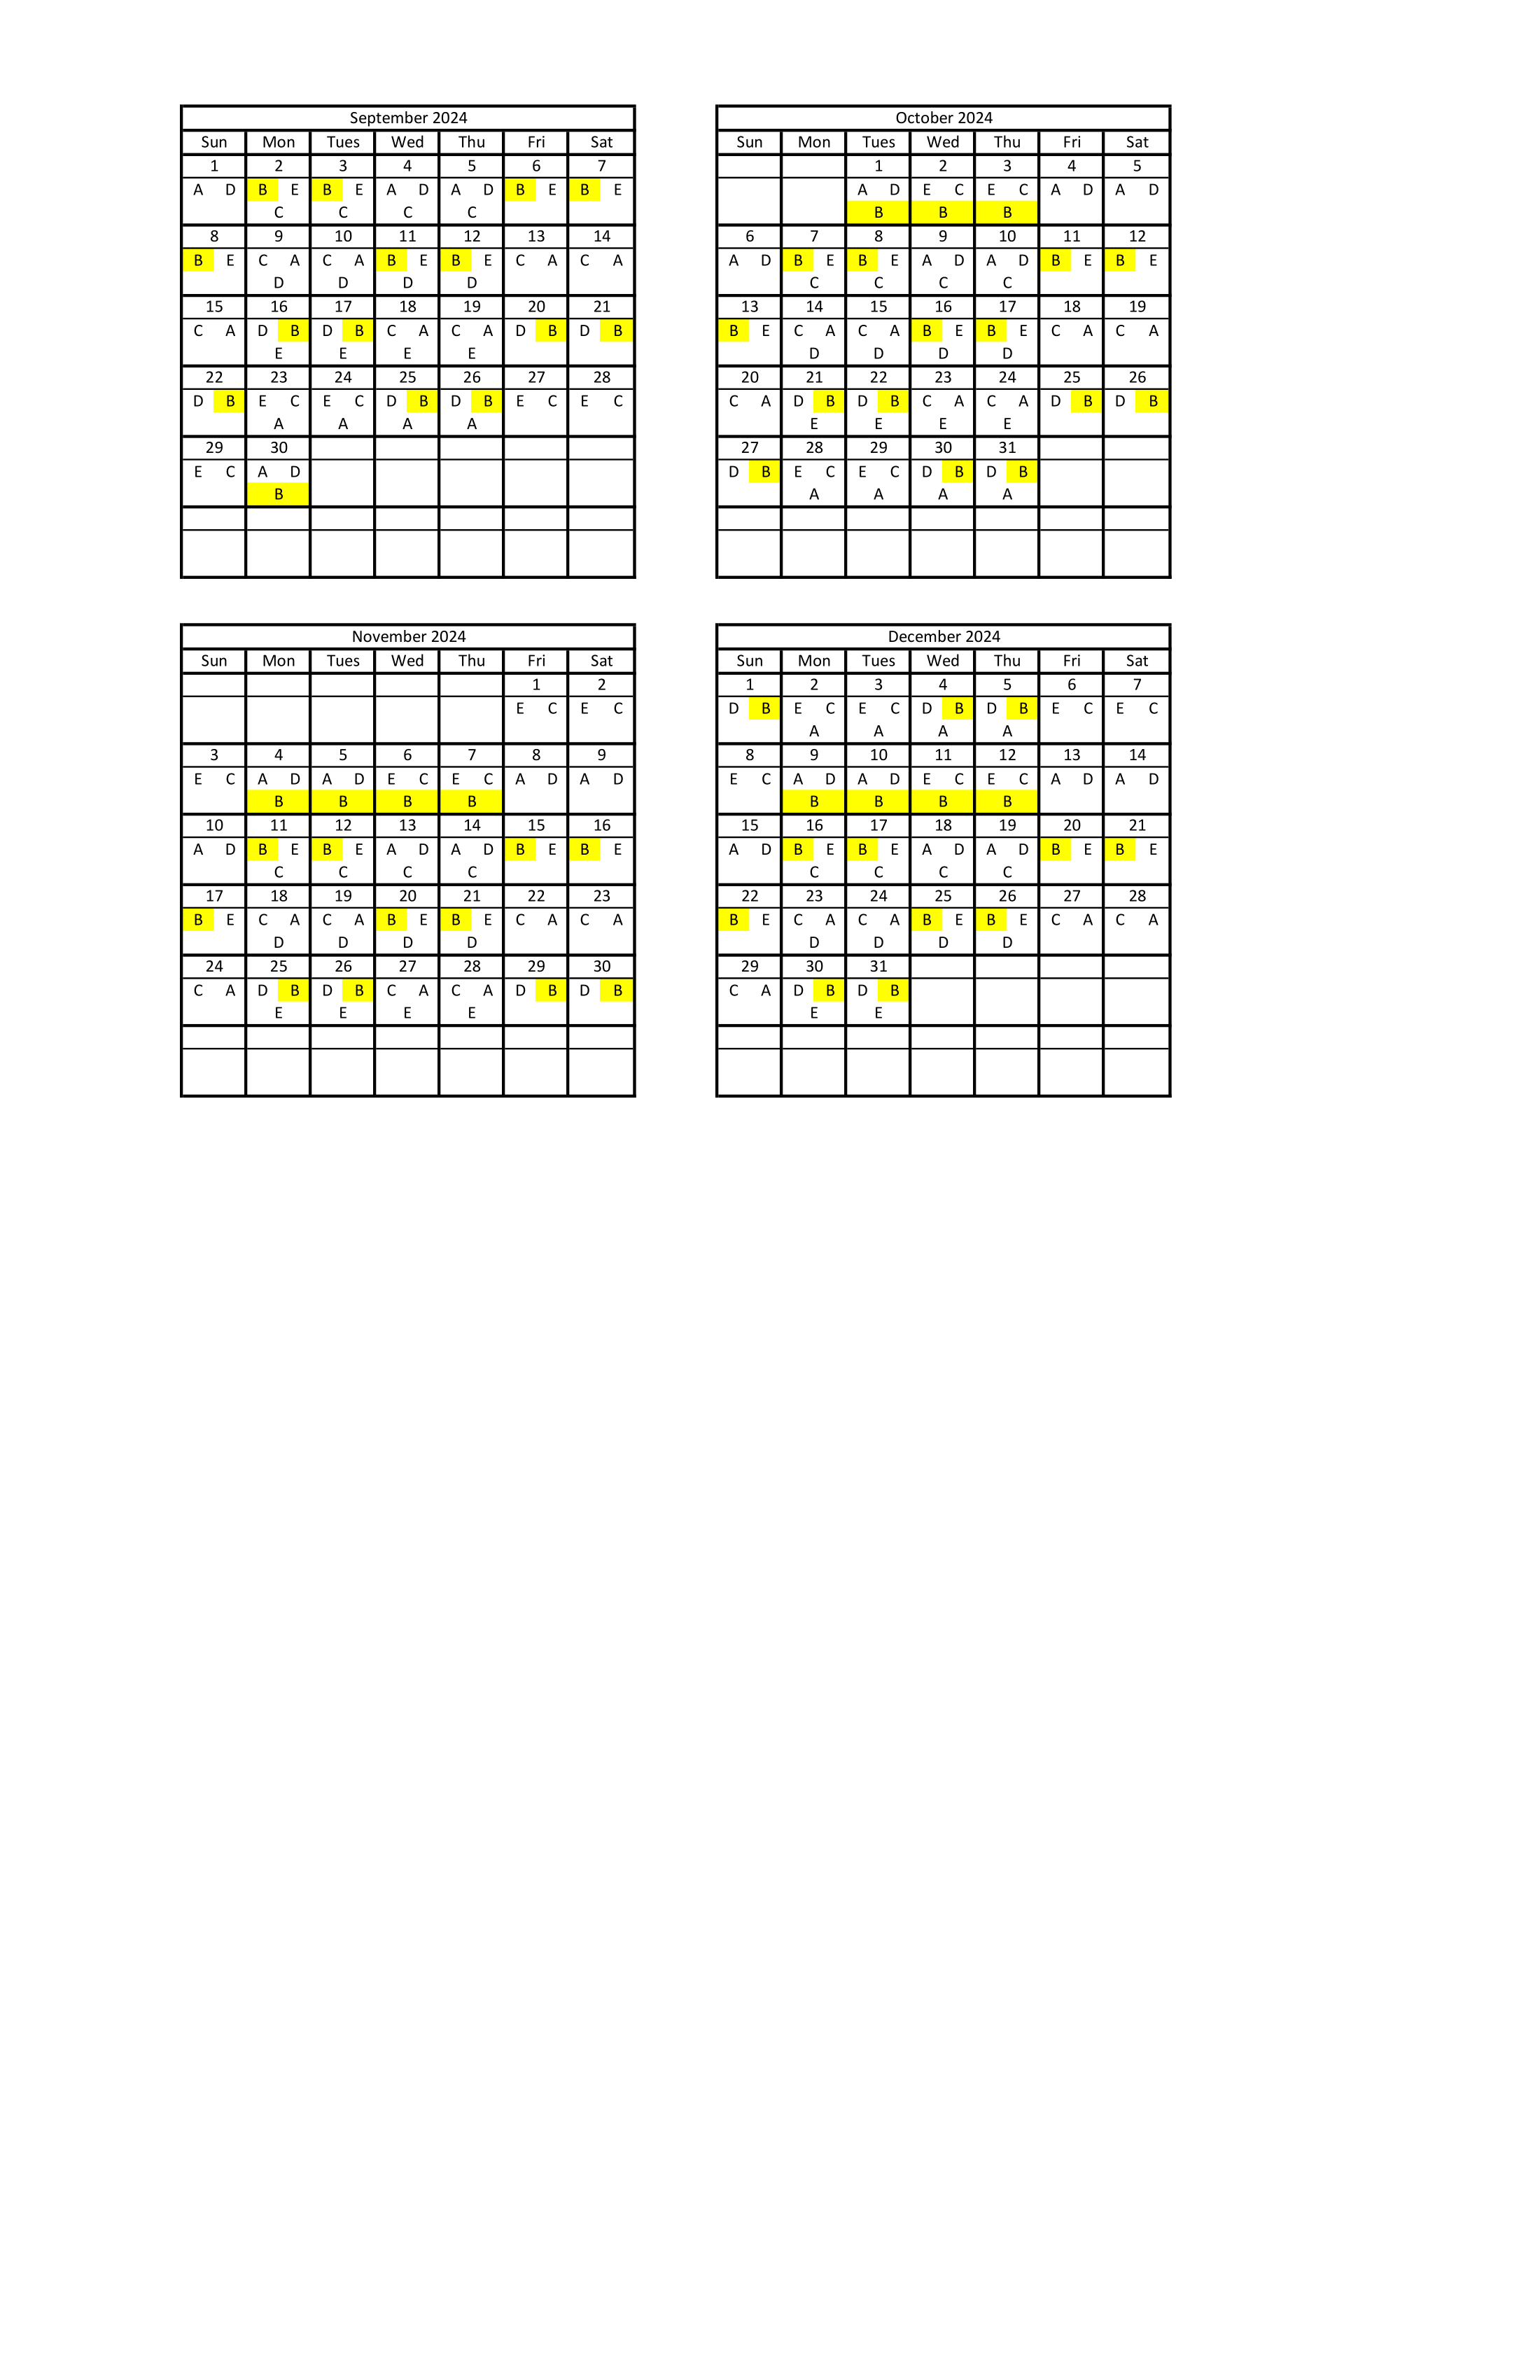 September 2024
Sun Mon Tues Wed Thu Fri Sat
1 2 3 4 5 6 7
A D B E B E A D A D B E B E
C C C C
8 9 10 11 12 13 14
B E C A C A B E B E C A C A
D D D D
15 16 17 18 19 20 21
C A D B D B C A C A D B D B
E E E E
22 23 24 25 26 27 28
D B E C E C D B D B E C E C
A A A A
29 30
E C A D
B
October 2024
Sun Mon Tues Wed Thu Fri Sat
1 2 3 4 5
A D E C E C A D A D
B B B
6 7 8 9 10 11 12
A D B E B E A D A D B E B E
C C C C
13 14 15 16 17 18 19
B E C A C A B E B E C A C A
D D D D
20 21 22 23 24 25 26
C A D B D B C A C A D B D B
E E E E
27 28 29 30 31
D B E C E C D B D B
A A A A
November 2024
Sun Mon Tues Wed Thu Fri Sat
1 2
E C E C
3 4 5 6 7 8 9
E C A D A D E C E C A D A D
B B B B
10 11 12 13 14 15 16
A D B E B E A D A D B E B E
C C C C
17 18 19 20 21 22 23
B E C A C A B E B E C A C A
D D D D
24 25 26 27 28 29 30
C A D B D B C A C A D B D B
E E E E
December 2024
Sun Mon Tues Wed Thu Fri Sat
1 2 3 4 5 6 7
D B E C E C D B D B E C E C
A A A A
8 9 10 11 12 13 14
E C A D A D E C E C A D A D
B B B B
15 16 17 18 19 20 21
A D B E B E A D A D B E B E
C C C C
22 23 24 25 26 27 28
B E C A C A B E B E C A C A
D D D D
29 30 31
C A D B D B
E E